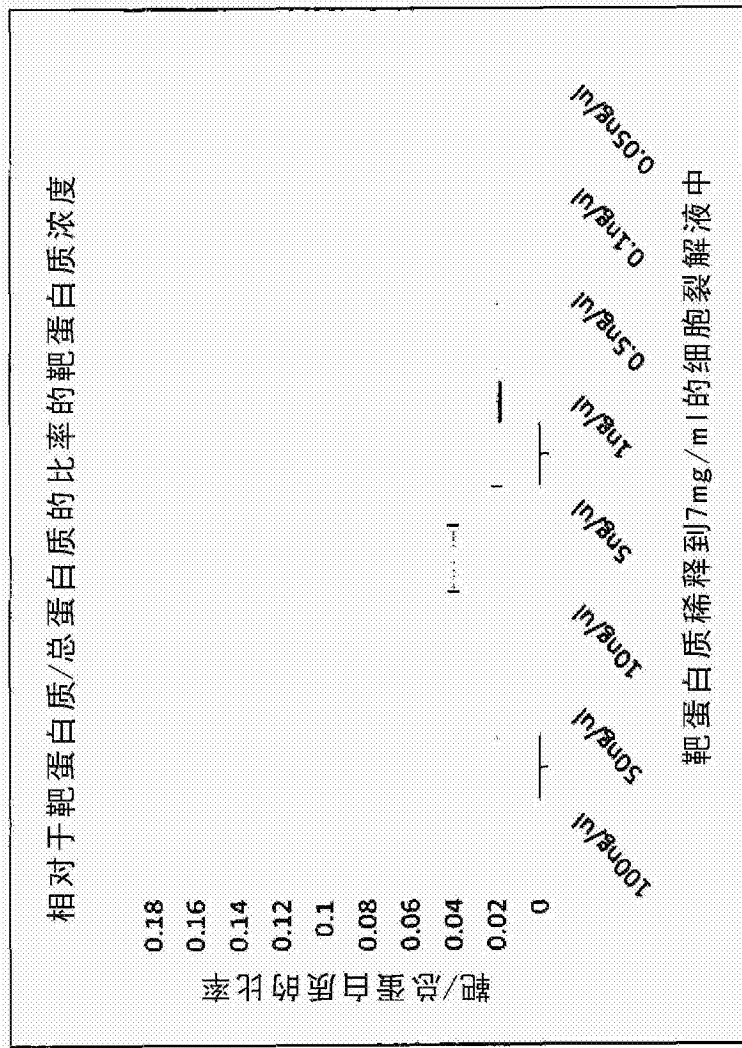 相对于靶蛋白质/总蛋白质的比率的靶蛋白质浓度
靶/总蛋白质的比率
0.18
0.16
0.14
0.12
0.1
0.08
0.06
0.04
0.02
0
100ng/ul
50ng/ul
10ng/ul
5ng/ul
1ng/ul
0.5ng/ul
0.1ng/ul
0.05ng/ul
靶蛋白质稀释到7mg/ml的细胞裂解液中